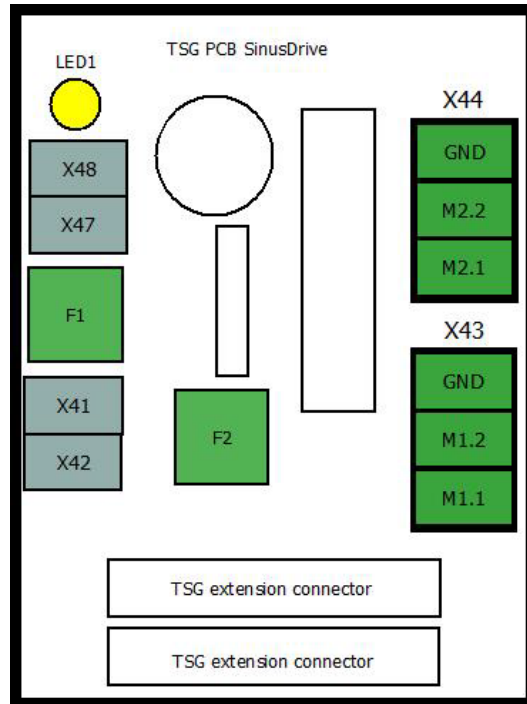 TSG PCB SinusDrive
LED1
X48
X47
F1
X41
X42
F2
X44
GND
M2.2
M2.1
X43
GND
M1.2
M1.1
TSG extension connector
TSG extension connector